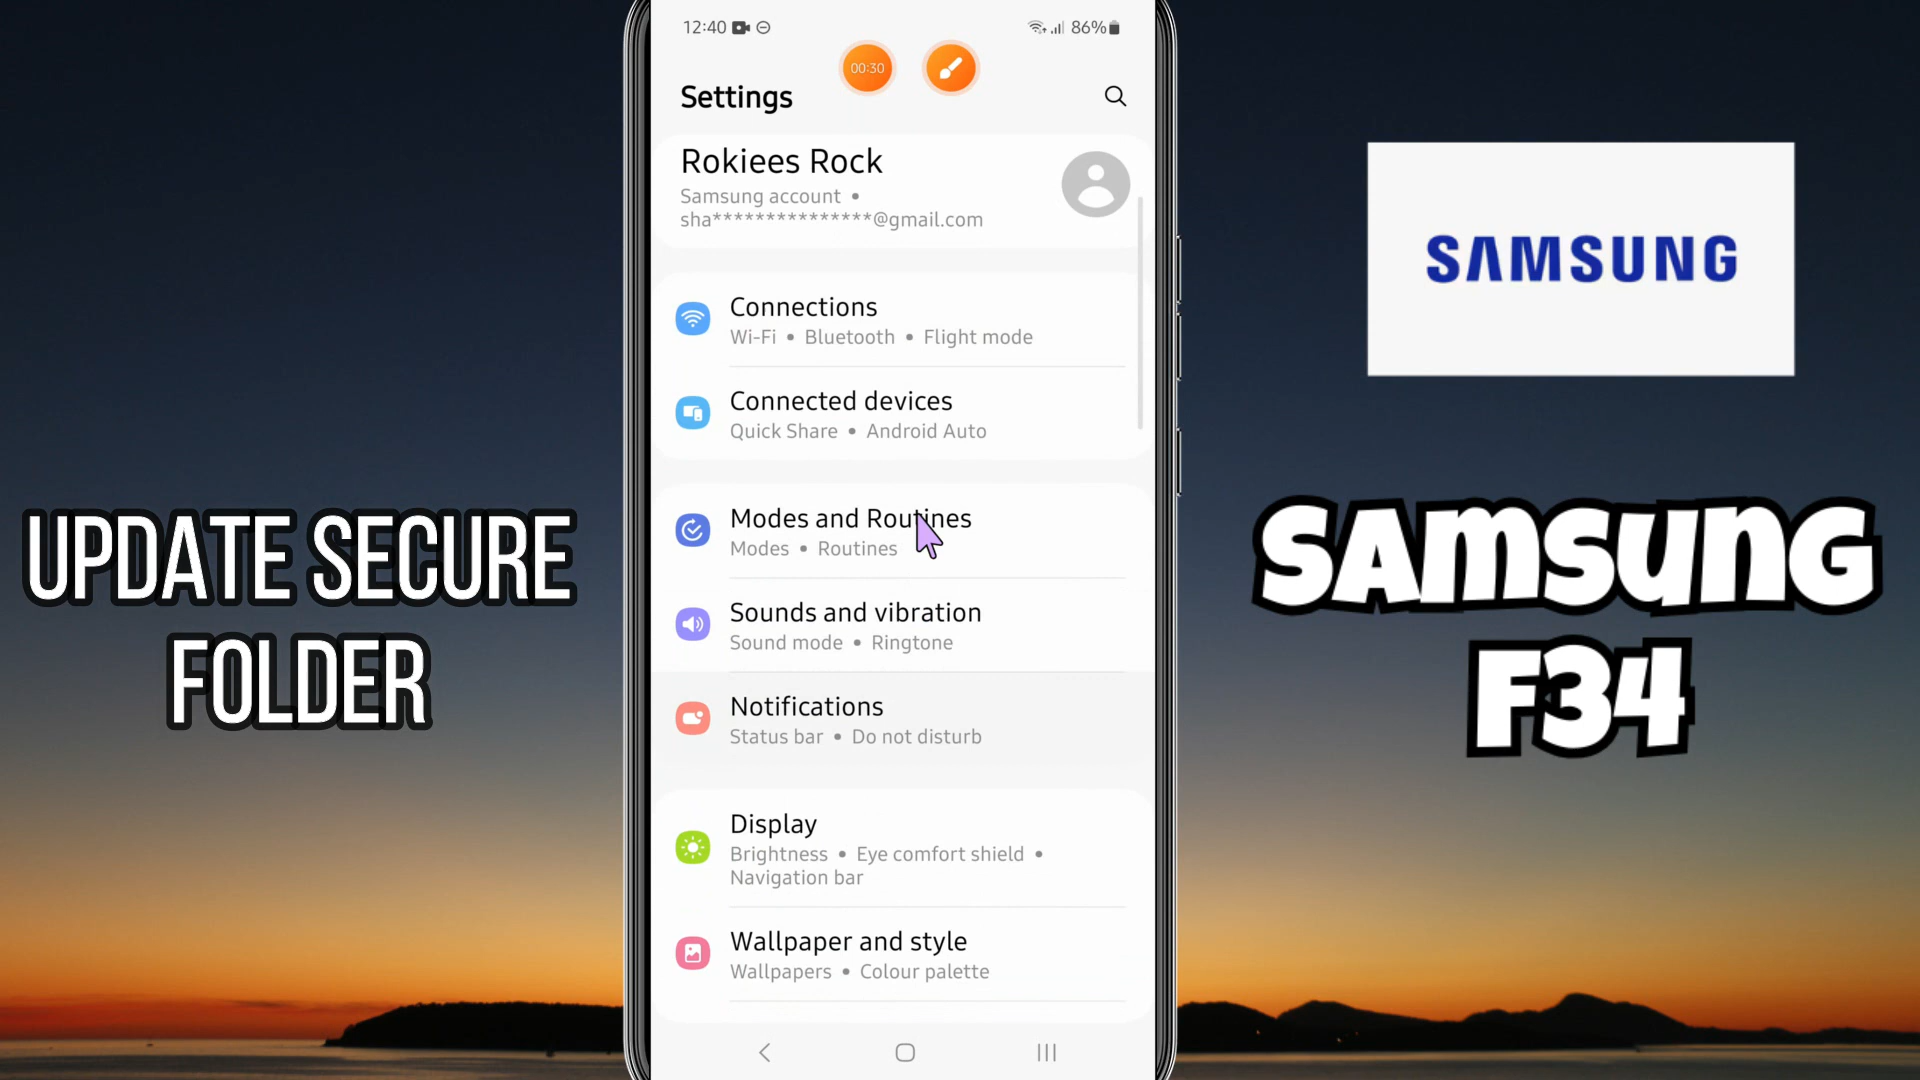 12:40
86%
00:30
Settings
Rokiees Rock
Samsung account •
sha***************@gmail.com
Connections
Wi-Fi • Bluetooth • Flight mode
Connected devices
Quick Share • Android Auto
Modes and Routines
Modes • Routines
Sounds and vibration
Sound mode • Ringtone
Notifications
Status bar • Do not disturb
Display
Brightness • Eye comfort shield •
Navigation bar
Wallpaper and style
Wallpapers • Colour palette
UPDATE SECURE
FOLDER
SAMSUNG
SAMSUNG
F34